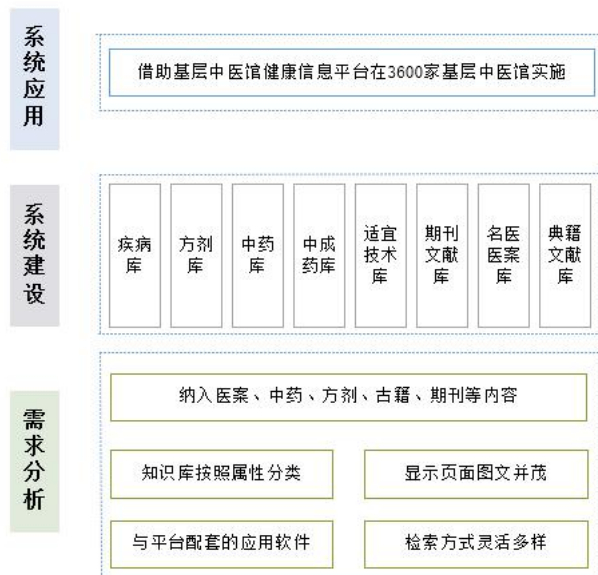 系统应用
借助基层中医馆健康信息平台在3600家基层中医馆实施
系统建设
疾病
库
方剂
库
中药
库
中成
药库
适宜
技术
库
期刊
文献
库
名医
医案
库
典籍
文献
库
需求分析
纳入医案、中药、方剂、古籍、期刊等内容
知识库按照属性分类
显示页面图文并茂
与平台配套的应用软件
检索方式灵活多样